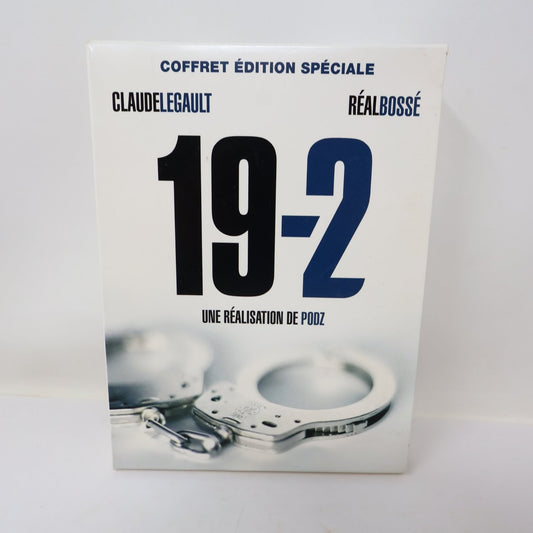 COFFRET ÉDITION SPÉCIALE
CLAUDELEGAULT RÉALBOSSÉ
19-2
UNE RÉALISATION DE PODZ